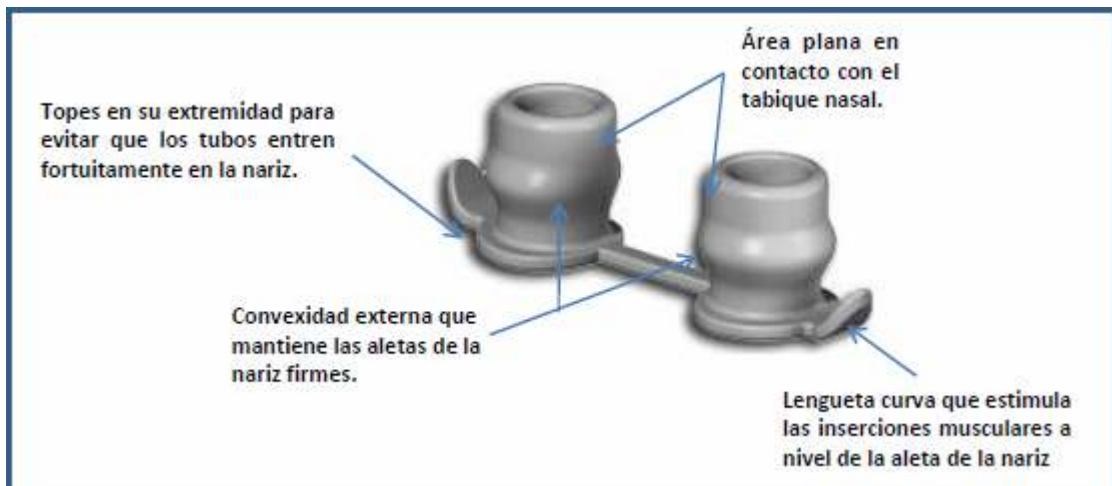 Área plana en
contacto con el
tabique nasal.
Topes en su extremidad para
evitar que los tubos entren
fortuitamente en la nariz.
Convexidad externa que
mantiene las aletas de la
nariz firmes.
Lengueta curva que estimula
las inserciones musculares a
nivel de la aleta de la nariz